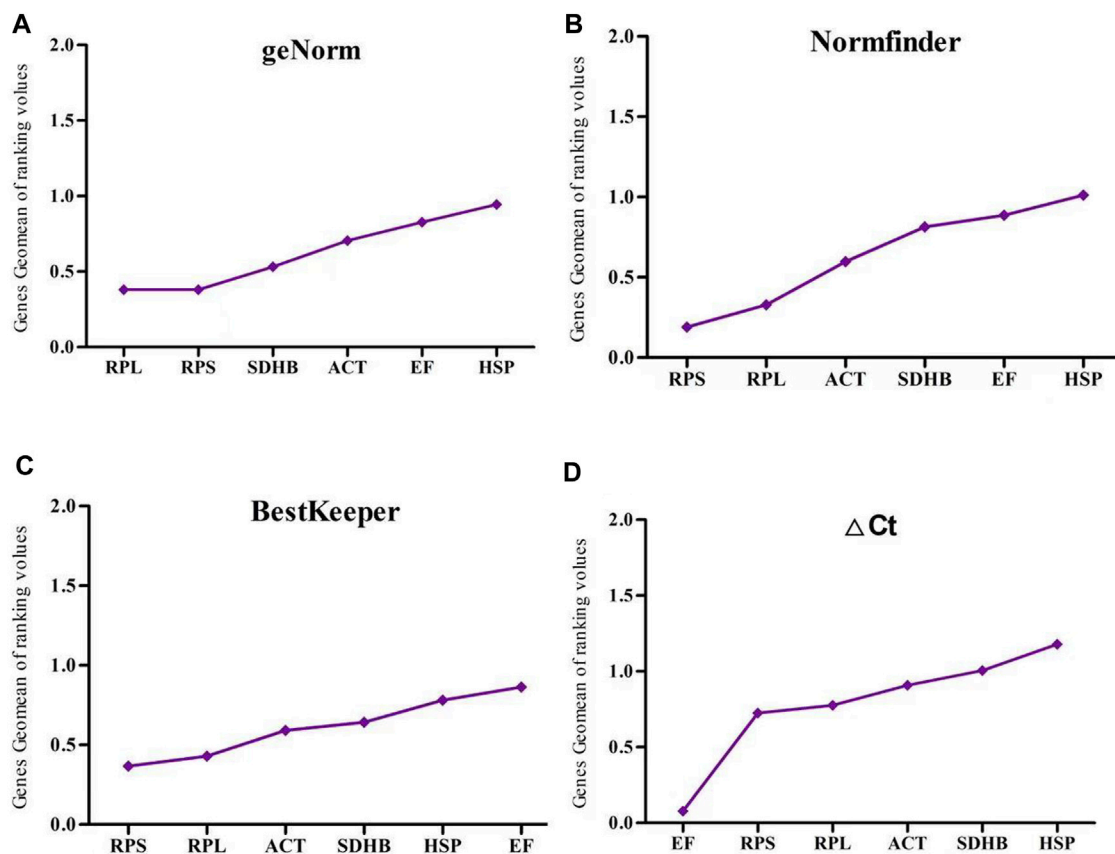 A
geNorm
Genes Geomean of ranking volues
2.0
1.5
1.0
0.5
0.0
RPL RPS SDHB ACT EF HSP
B
Normfinder
Genes Geomean of ranking volues
2.0
1.5
1.0
0.5
0.0
RPS RPL ACT SDHB EF HSP
C
BestKeeper
Genes Geomean of ranking volues
2.0
1.5
1.0
0.5
0.0
RPS RPL ACT SDHB HSP EF
D
△Ct
Genes Geomean of ranking volues
2.0
1.5
1.0
0.5
0.0
EF RPS RPL ACT SDHB HSP